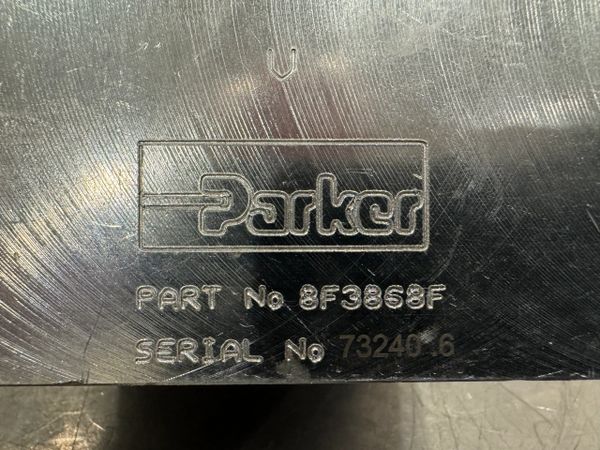 U
Parker
PART No 8F3868F
SERIAL No 73240.6